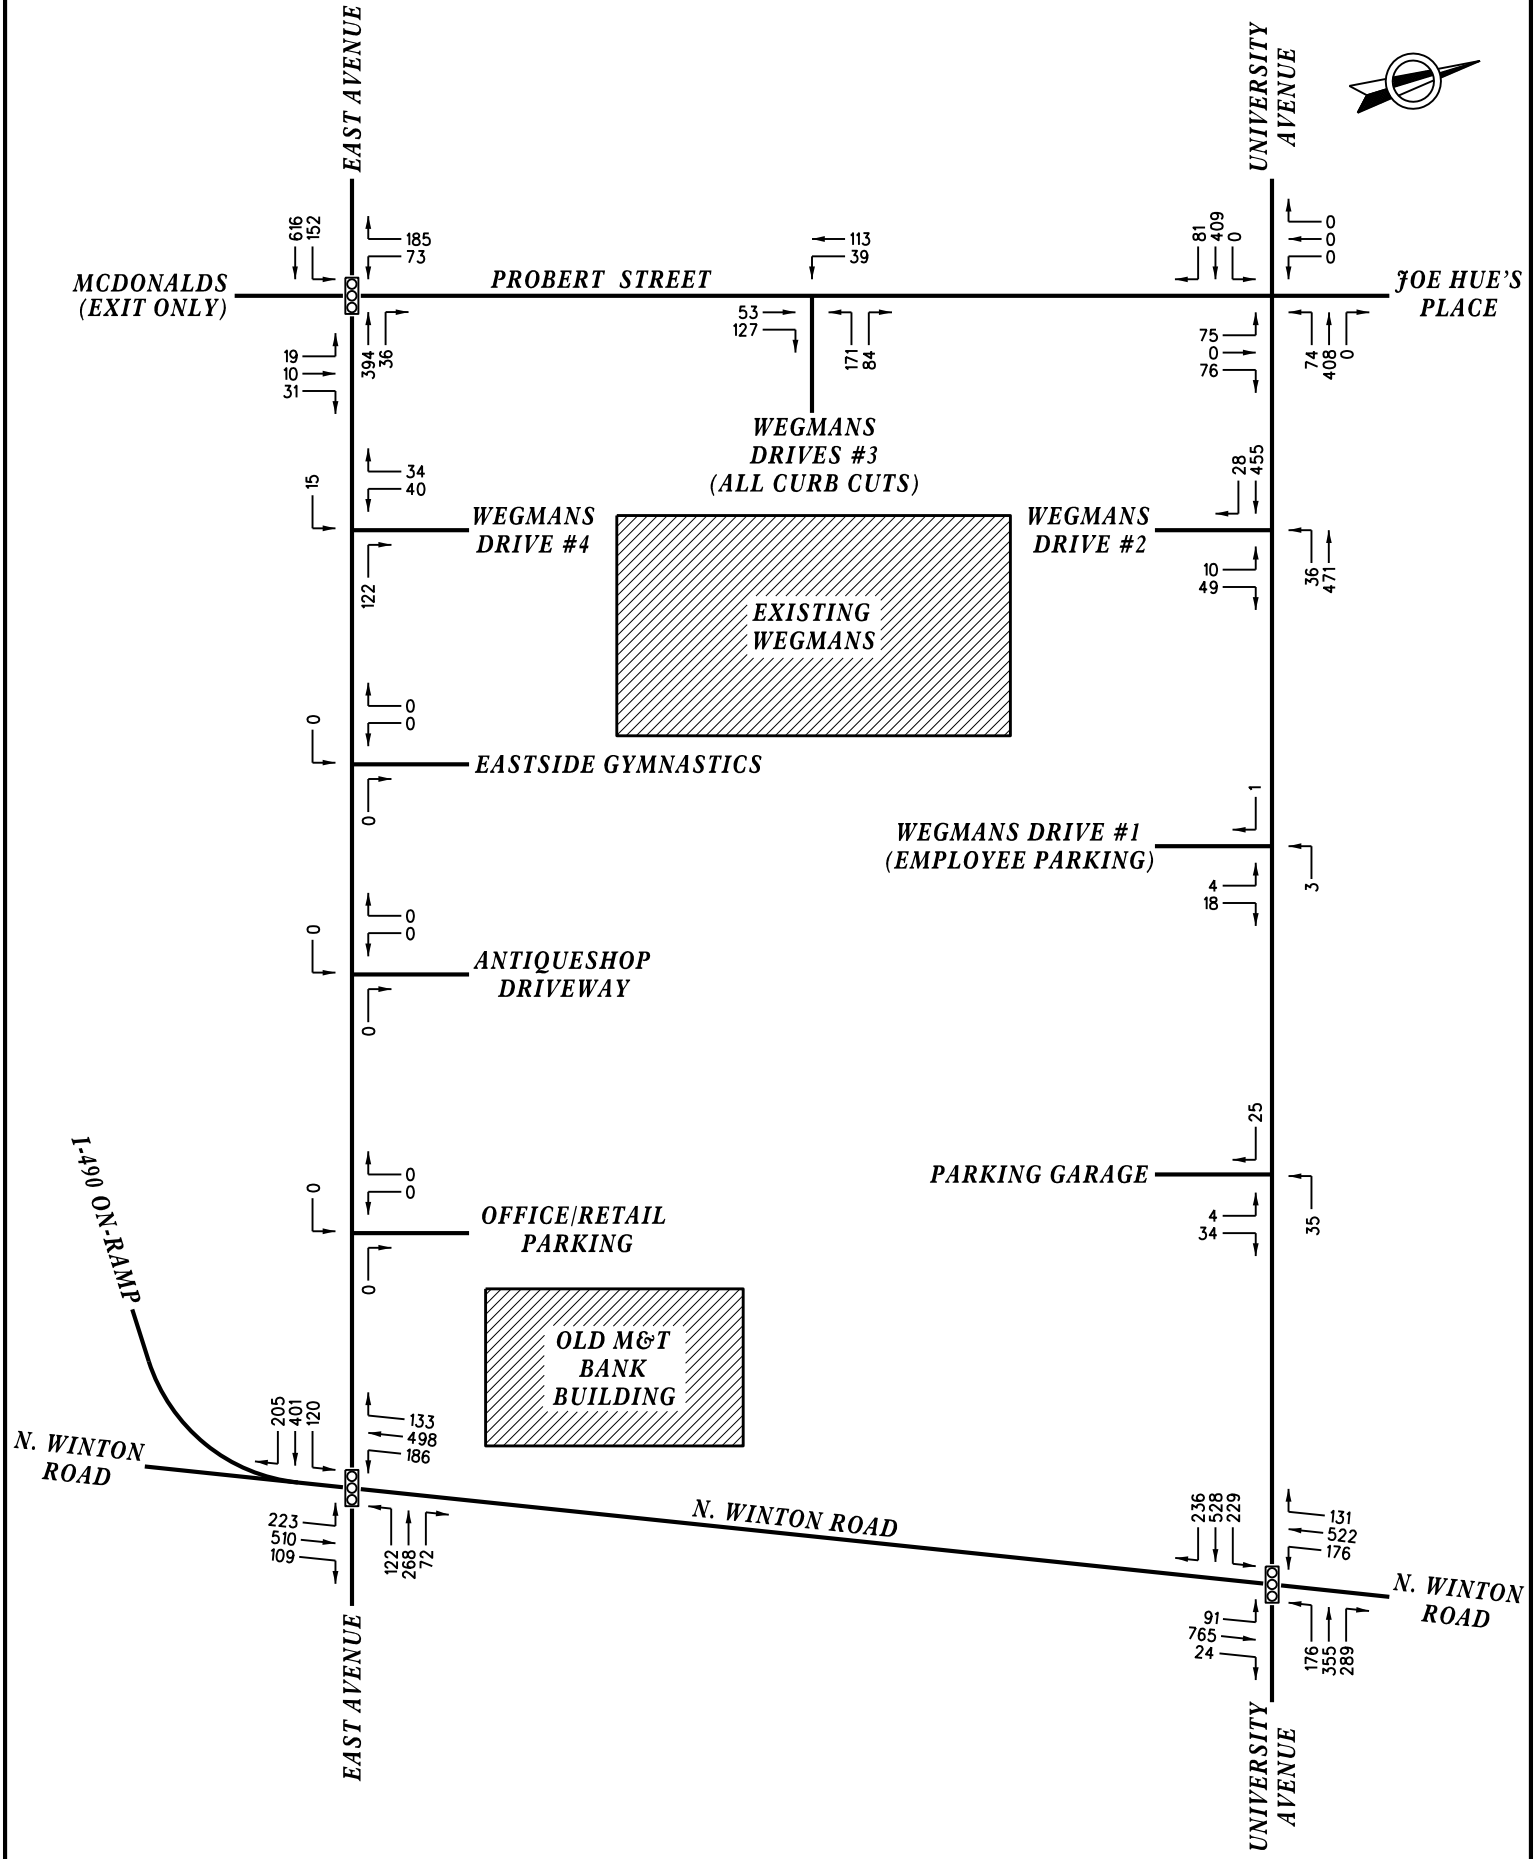 EAST AVENUE
UNIVERSITY
AVENUE
616
152
185
73
MCDONALDS
(EXIT ONLY)
PROBERT STREET
113
39
81
409
0
0
0
0
JOE HUE'S
PLACE
19
10
31
394
36
53
127
171
84
75
0
76
74
408
0
WEGMANS
DRIVES #3
(ALL CURB CUTS)
15
34
40
WEGMANS
DRIVE #4
122
28
455
WEGMANS
DRIVE #2
10
49
36
471
EXISTING
WEGMANS
0
0
0
EASTSIDE GYMNASTICS
0
1
WEGMANS DRIVE #1
(EMPLOYEE PARKING)
4
18
3
0
0
0
ANTIQUESHOP
DRIVEWAY
0
25
PARKING GARAGE
4
34
35
0
0
0
OFFICE/RETAIL
PARKING
0
I-490 ON-RAMP
OLD M&T
BANK
BUILDING
N. WINTON
ROAD
205
401
120
133
498
186
223
510
109
122
268
72
N. WINTON ROAD
236
528
229
131
522
176
N. WINTON
ROAD
91
765
24
176
355
289
EAST AVENUE
UNIVERSITY
AVENUE